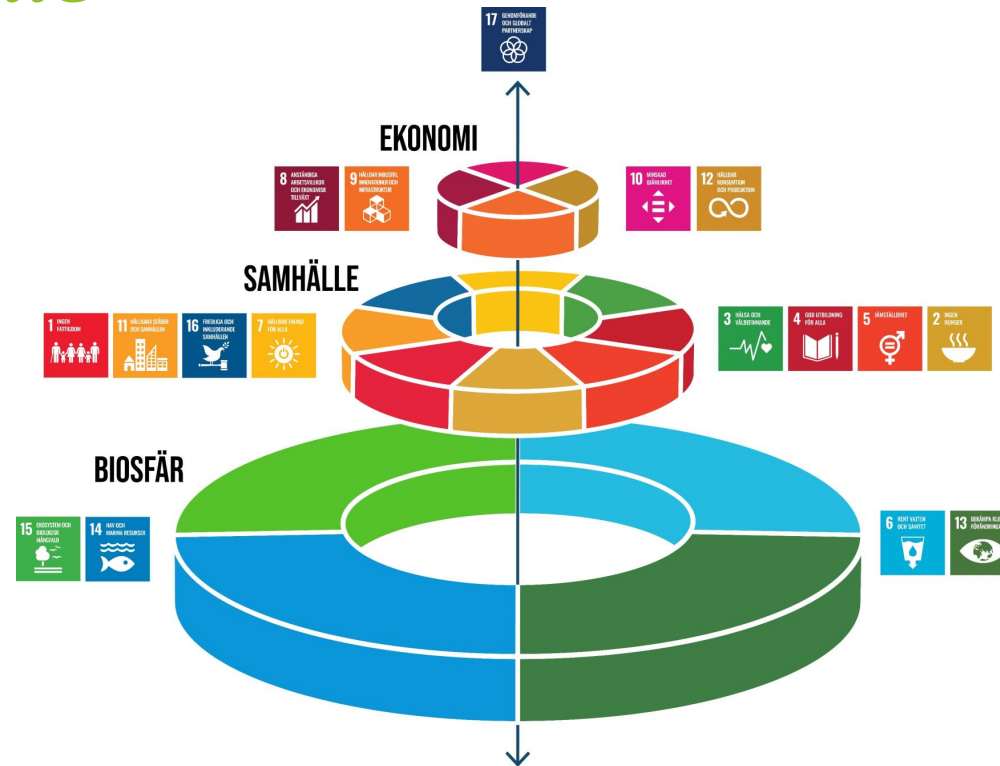 17 GENOMFÖRANDE
OCH GLOBALT
PARTNERSKAP
EKONOMI
8 ANSTÄNDIGA
ARBETSVILLKOR
OCH EKONOMISK
TILLVÄXT
9 HÅLLBAR INDUSTRI,
INNOVATIONER OCH
INFRASTRUKTUR
10 MINSKAD
OJÄMLIKHET
12 HÅLLBAR
KONSUMTION
OCH PRODUKTION
SAMHÄLLE
1 INGEN
FATTIGDOM
11 HÅLLBARA STÄDER
OCH SAMHÄLLEN
16 FREDLIGA OCH
INKLUDERANDE
SAMHÄLLEN
7 HÅLLBAR ENERGI
FÖR ALLA
3 HÄLSA OCH
VÄLBEFINNANDE
4 GOD UTBILDNING
FÖR ALLA
5 JÄMSTÄLLDHET
2 INGEN
HUNGER
BIOSFÄR
15 EKOSYSTEM OCH
BIOLOGISK
MÅNGFALD
14 HAV OCH
MARINA RESURSER
6 RENT VATTEN
OCH SANITET
13 BEKÄMPA